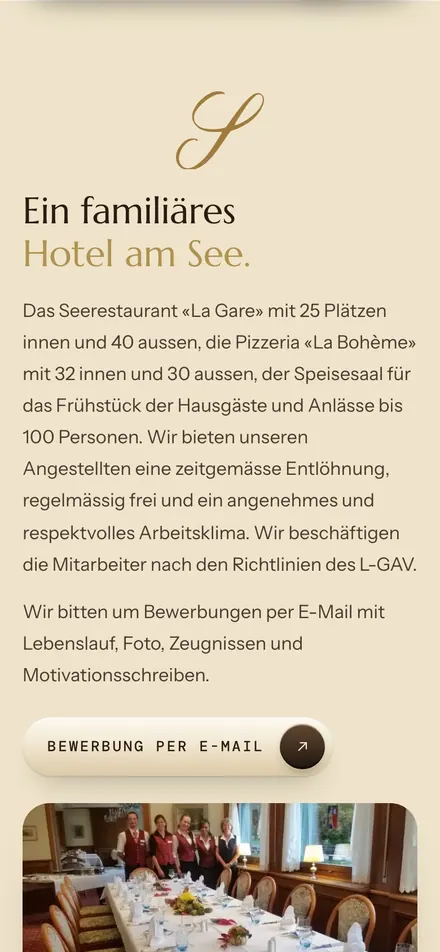 S
Ein familiäres
Hotel am See.
Das Seerestaurant «La Gare» mit 25 Plätzen
innen und 40 aussen, die Pizzeria «La Bohème»
mit 32 innen und 30 aussen, der Speisesaal für
das Frühstück der Hausgäste und Anlässe bis
100 Personen. Wir bieten unseren
Angestellten eine zeitgemässe Entlöhnung,
regelmässig frei und ein angenehmes und
respektvolles Arbeitsklima. Wir beschäftigen
die Mitarbeiter nach den Richtlinien des L-GAV.
Wir bitten um Bewerbungen per E-Mail mit
Lebenslauf, Foto, Zeugnissen und
Motivationsschreiben.
BEWERBUNG PER E-MAIL